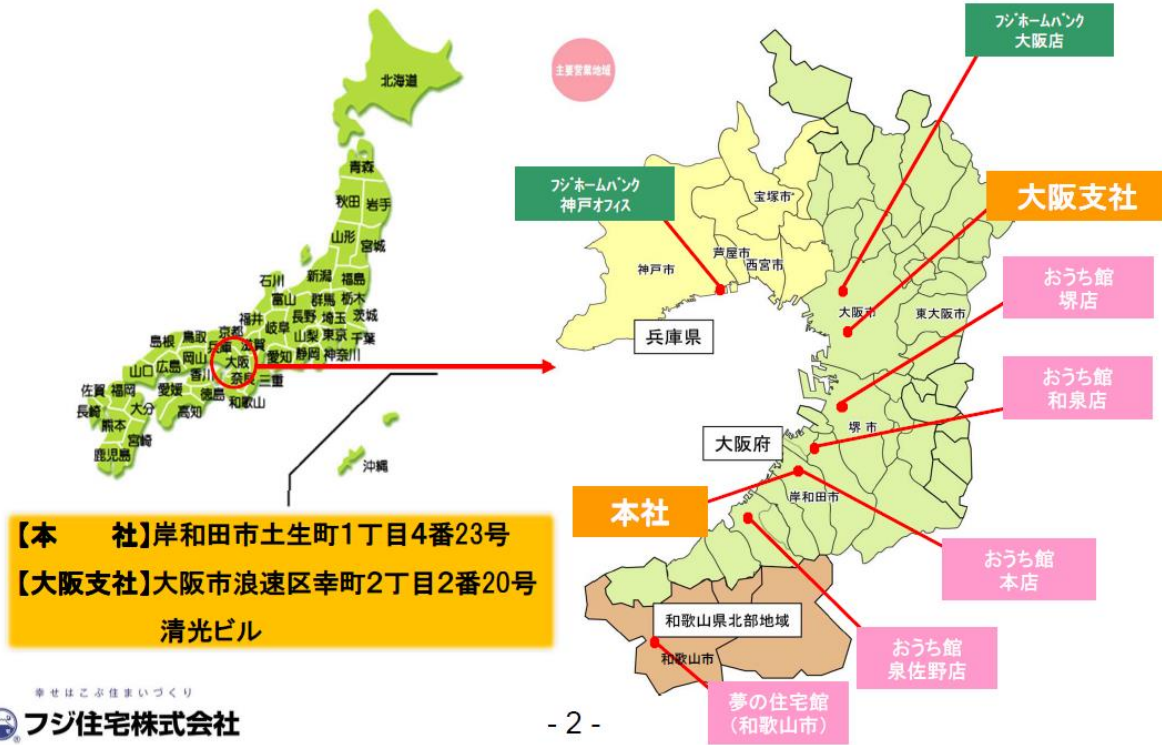 主要営業地域
フジホームバンク
大阪店
北海道
青森
秋田
岩手
山形
宮城
石川
新潟
福島
富山
群馬
栃木
福井
長野
埼玉
茨城
岐阜
山梨
東京
千葉
京都
滋賀
鳥取
島根
兵庫
愛知
静岡
神奈川
岡山
大阪
広島
山口
香川
奈良
三重
佐賀
福岡
愛媛
徳島
和歌山
長崎
大分
高知
熊本
宮崎
鹿児島
沖縄
フジホームバンク
神戸オフィス
宝塚市
芦屋市
西宮市
神戸市
兵庫県
大阪支社
おうち館
堺店
大阪市
東大阪市
おうち館
和泉店
堺市
大阪府
岸和田市
本社
おうち館
本店
和歌山県北部地域
和歌山市
おうち館
泉佐野店
夢の住宅館
(和歌山市)
【本 社】岸和田市土生町1丁目4番23号
【大阪支社】大阪市浪速区幸町2丁目2番20号
清光ビル
幸せはこぶ住まいづくり
フジ住宅株式会社
- 2 -